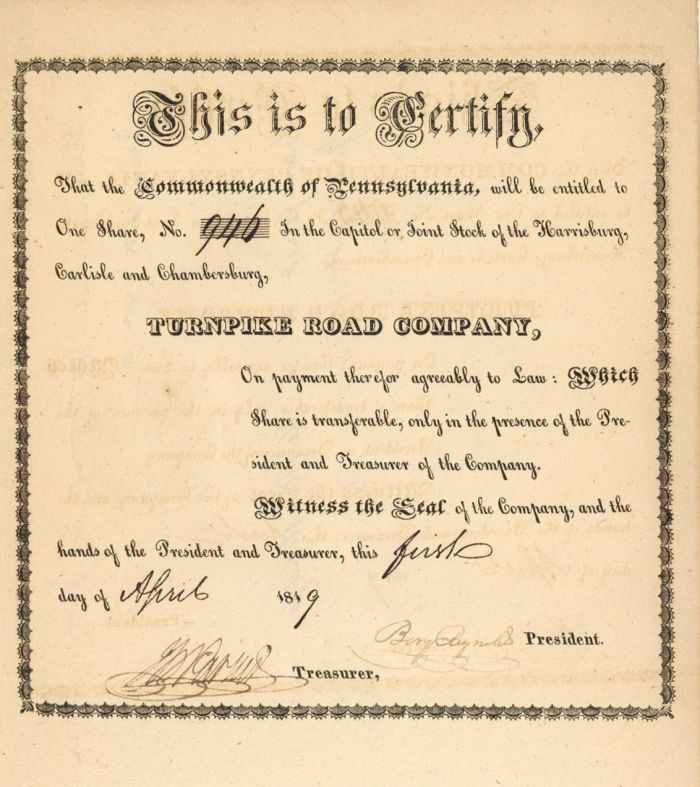 This is to Certify,
That the Commonwealth of Pennsylvania, will be entitled to
One Share, No. 946 In the Capitol or Joint Stock of the Harrisburg,
Carlisle and Chambersburg,
TURNPIKE ROAD COMPANY,
On payment therefor agreeably to Law: Which
Share is transferable, only in the presence of the Pre-
sident and Treasurer of the Company.
Witness the Seal of the Company, and the
hands of the President and Treasurer, this first
day of April 1819
Benj Reynolds President.
Treasurer,